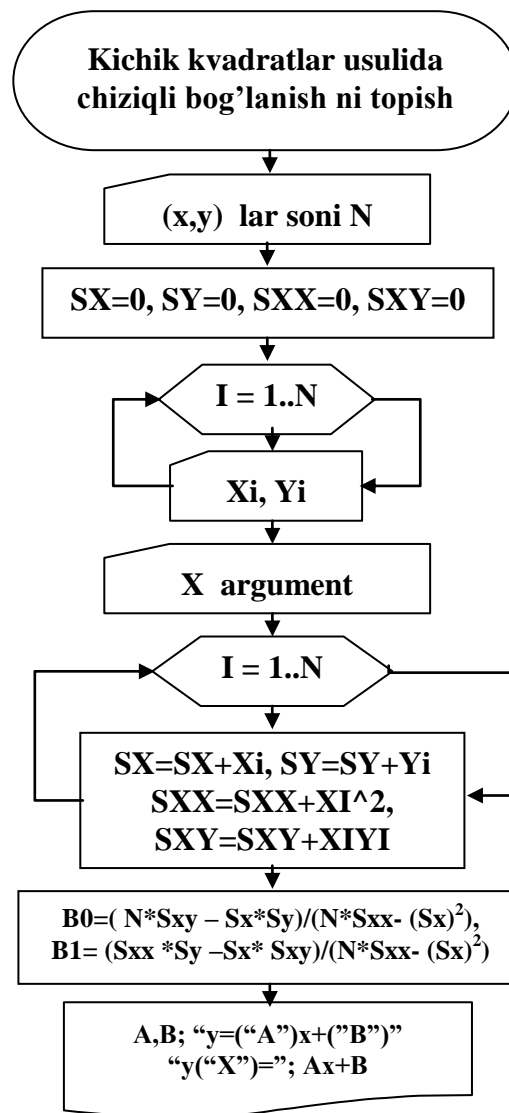 Kichik kvadratlar usulida
chiziqli bog’lanish ni topish
(x,y) lar soni N
SX=0, SY=0, SXX=0, SXY=0
I = 1..N
Xi, Yi
X argument
I = 1..N
SX=SX+Xi, SY=SY+Yi
SXX=SXX+XI^2,
SXY=SXY+XIYI
B0=( N*Sxy – Sx*Sy)/(N*Sxx- (Sx)²),
B1= (Sxx *Sy –Sx* Sxy)/(N*Sxx- (Sx)²)
A,B; “y=(“A”)x+(”B”)”
“y(“X”)=”; Ax+B